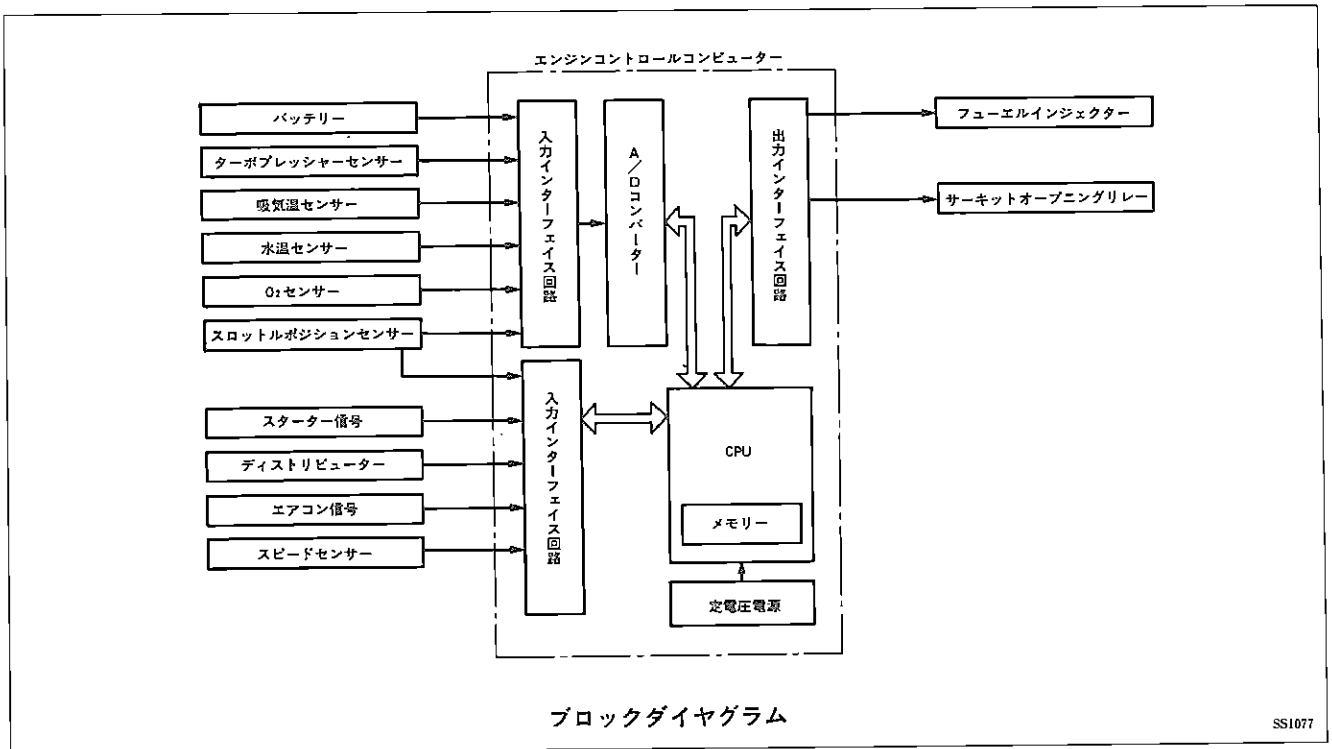 エンジンコントロールコンピューター
バッテリー
ターボプレッシャーセンサー
吸気温センサー
水温センサー
O₂センサー
スロットルポジションセンサー
スターター信号
ディストリビューター
エアコン信号
スピードセンサー
入力インターフェイス回路
A/Dコンバーター
出力インターフェイス回路
入力インターフェイス回路
CPU
メモリー
定電圧電源
フューエルインジェクター
サーキットオープニングリレー
ブロックダイヤグラム
SS1077